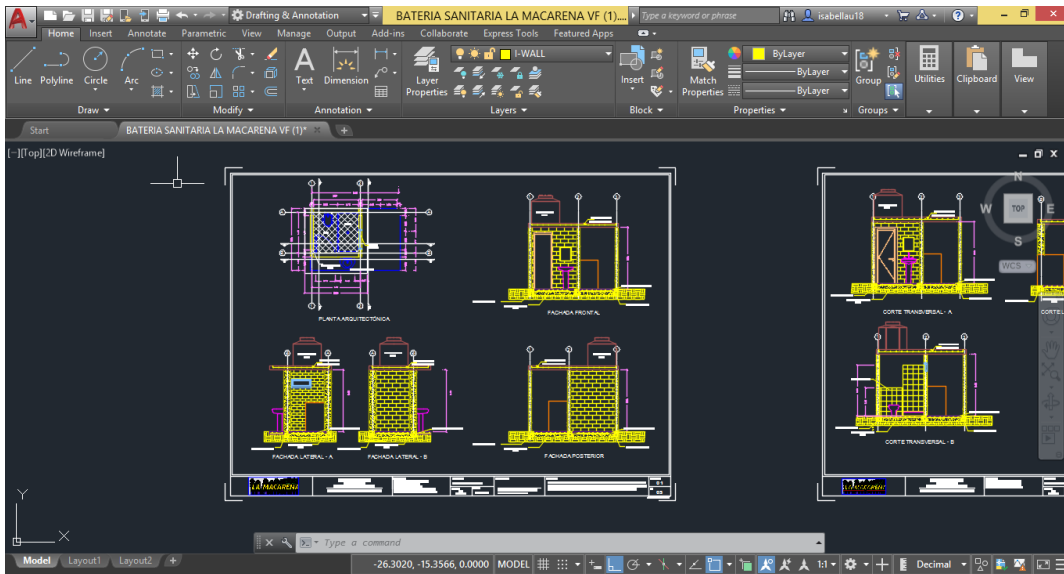 Drafting & Annotation
BATERIA SANITARIA LA MACARENA VF (1)....
Type a keyword or phrase
isabellau18
Home Insert Annotate Parametric View Manage Output Add-ins Collaborate Express Tools Featured Apps
Line Polyline Circle Arc
Text Dimension
Layer Properties
I-WALL
Insert
Match Properties
ByLayer
ByLayer
ByLayer
Group
Utilities
Clipboard
View
Draw Modify Annotation Layers Block Properties Groups
Start BATERIA SANITARIA LA MACARENA VF (1)*
[−][Top][2D Wireframe]
N
W TOP E
S
WCS
PLANTA ARQUITECTÓNICA
FACHADA FRONTAL
CORTE TRANSVERSAL - A
FACHADA LATERAL - A
FACHADA LATERAL - B
FACHADA POSTERIOR
CORTE TRANSVERSAL - B
LA MACARENA
LA MACARENA
Y
X
Type a command
Model Layout1 Layout2
-26.3020, -15.3566, 0.0000 MODEL 1:1 Decimal